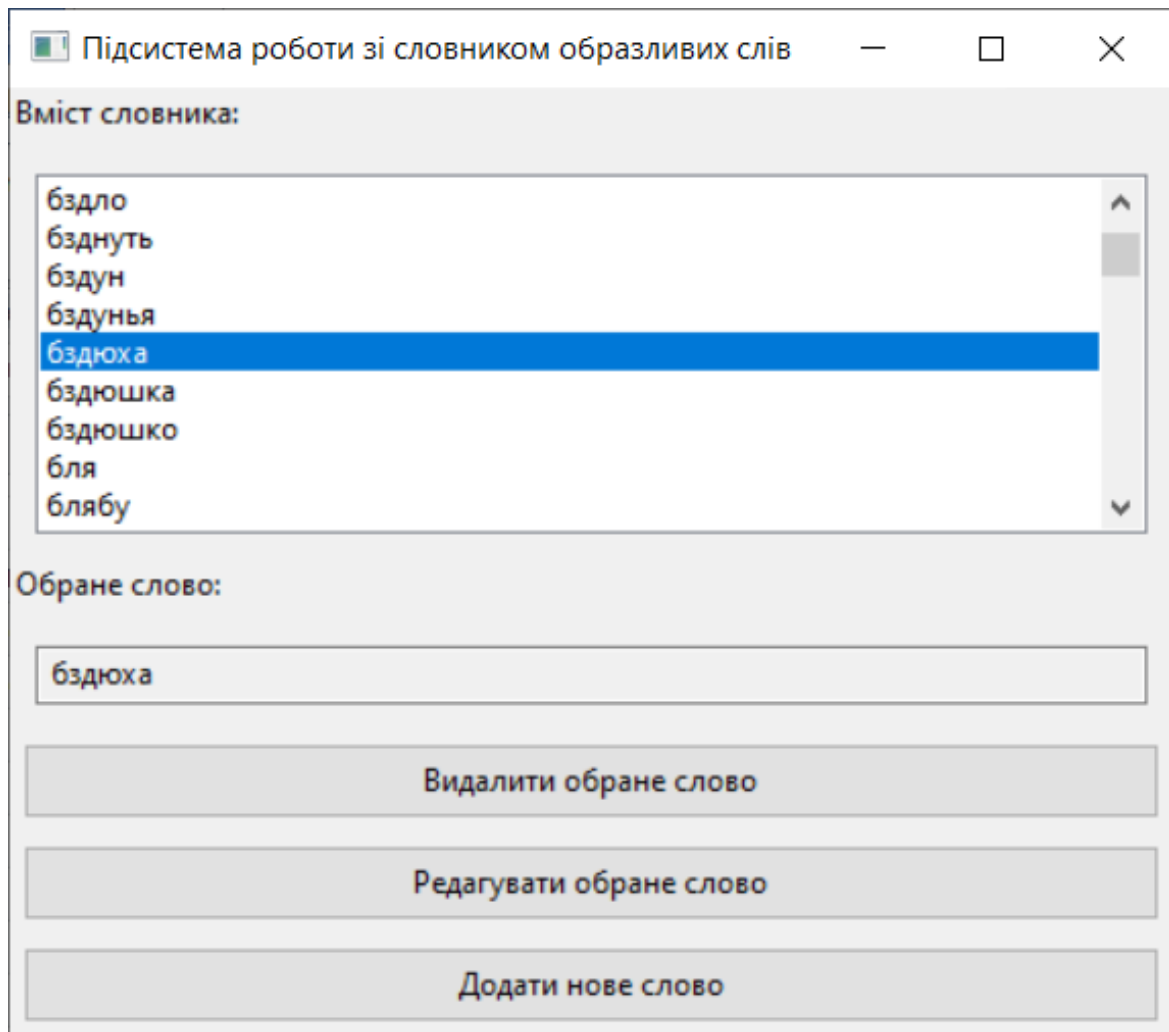 Підсистема роботи зі словником образливих слів
Вміст словника:
бздло
бзднуть
бздун
бздунья
бздюха
бздюшка
бздюшко
бля
блябу
Обране слово:
бздюха
Видалити обране слово
Редагувати обране слово
Додати нове слово